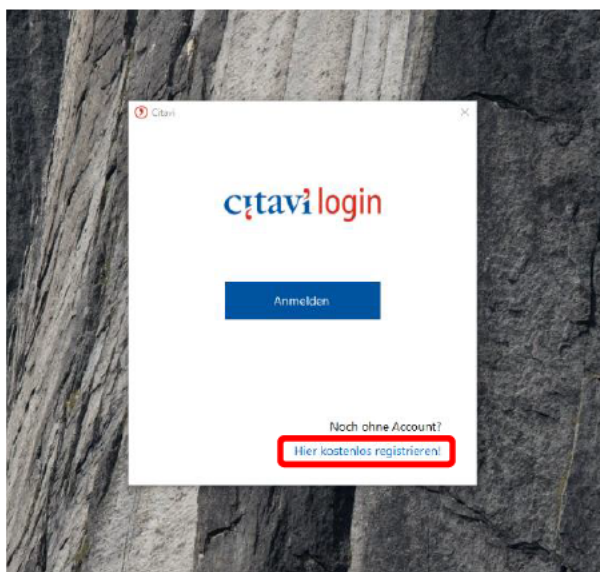 Citavi
citavi login
Anmelden
Noch ohne Account?
Hier kostenlos registrieren!